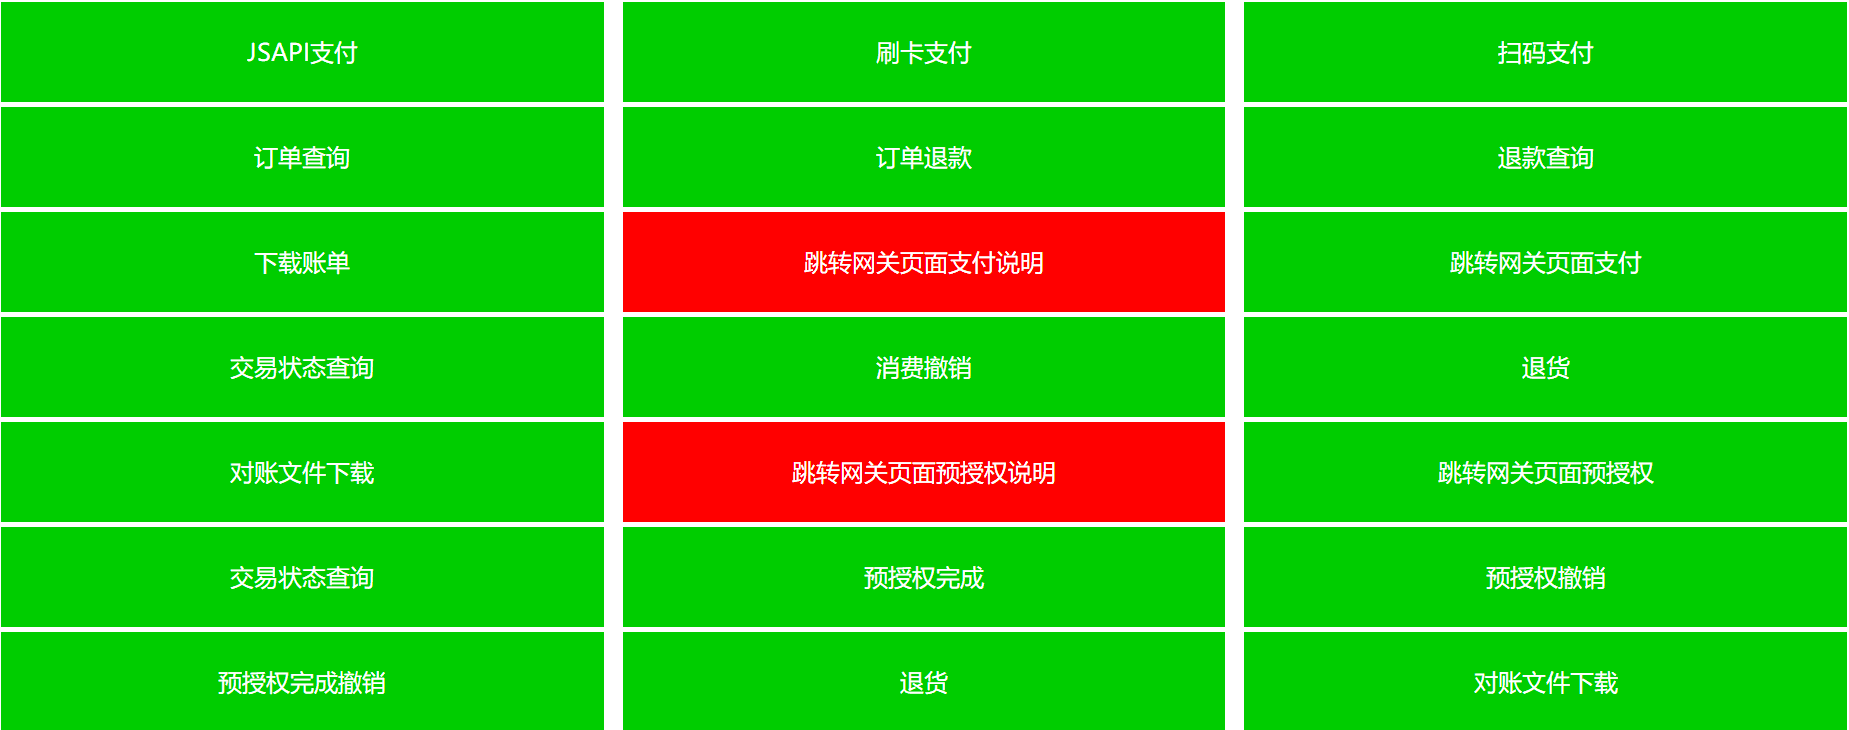 JSAPI支付
刷卡支付
扫码支付
订单查询
订单退款
退款查询
下载账单
跳转网关页面支付说明
跳转网关页面支付
交易状态查询
消费撤销
退货
对账文件下载
跳转网关页面预授权说明
跳转网关页面预授权
交易状态查询
预授权完成
预授权撤销
预授权完成撤销
退货
对账文件下载